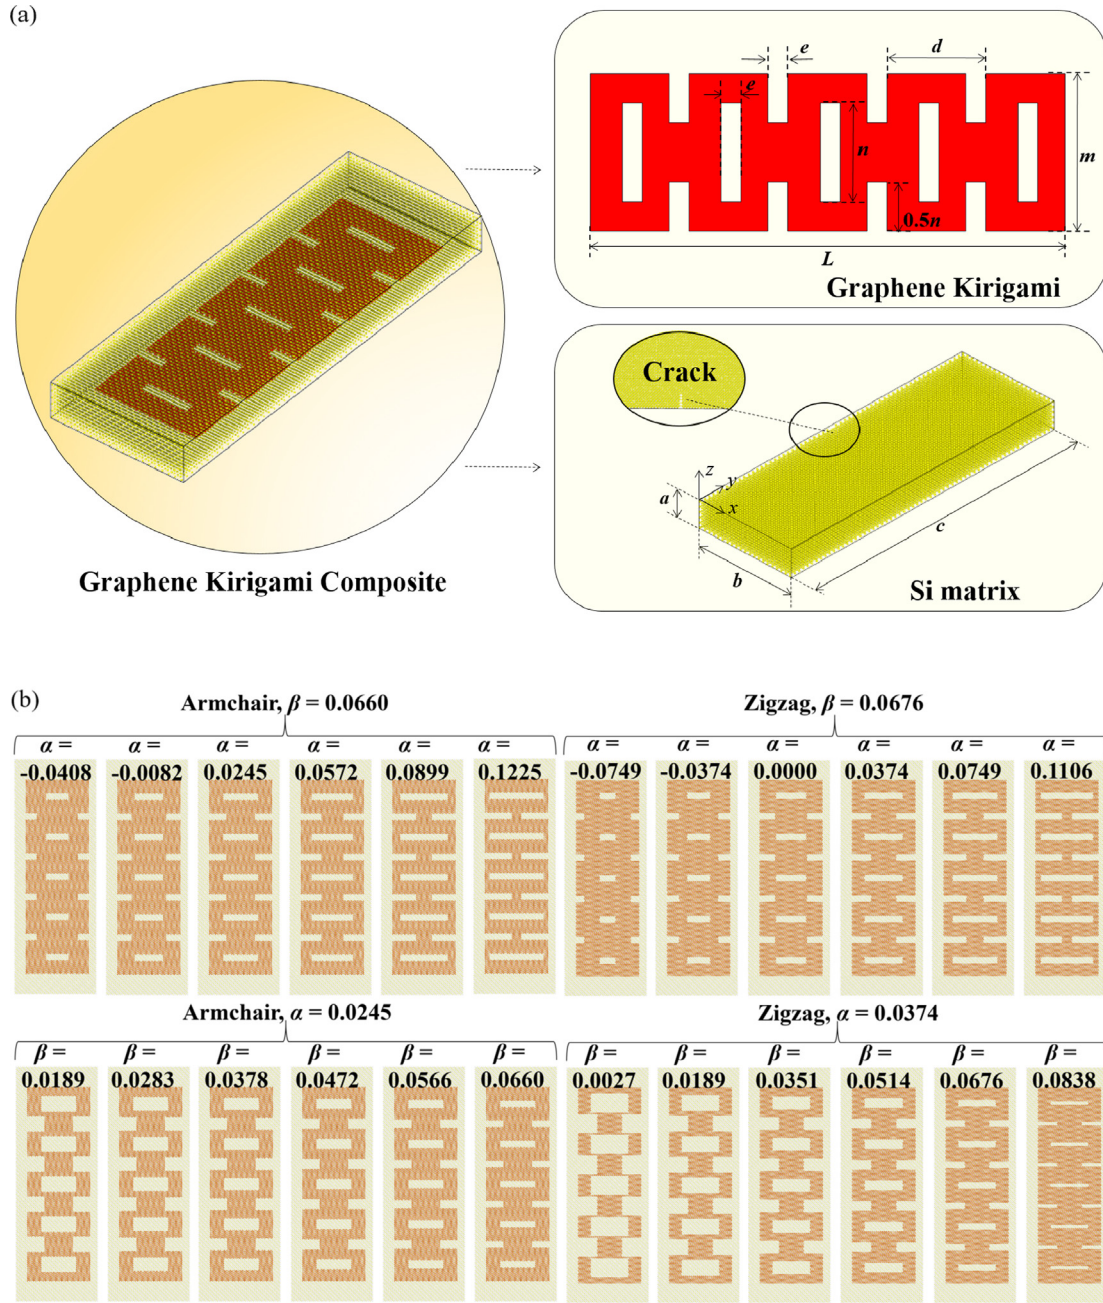 (a)
e
d
e
n
m
0.5n
L
Graphene Kirigami
Crack
z
y
x
a
b
c
Si matrix
Graphene Kirigami Composite
(b)
Armchair, β = 0.0660
Zigzag, β = 0.0676
α = α = α = α = α = α =
-0.0408 -0.0082 0.0245 0.0572 0.0899 0.1225
α = α = α = α = α = α =
-0.0749 -0.0374 0.0000 0.0374 0.0749 0.1106
Armchair, α = 0.0245
Zigzag, α = 0.0374
β = β = β = β = β = β =
0.0189 0.0283 0.0378 0.0472 0.0566 0.0660
β = β = β = β = β = β =
0.0027 0.0189 0.0351 0.0514 0.0676 0.0838